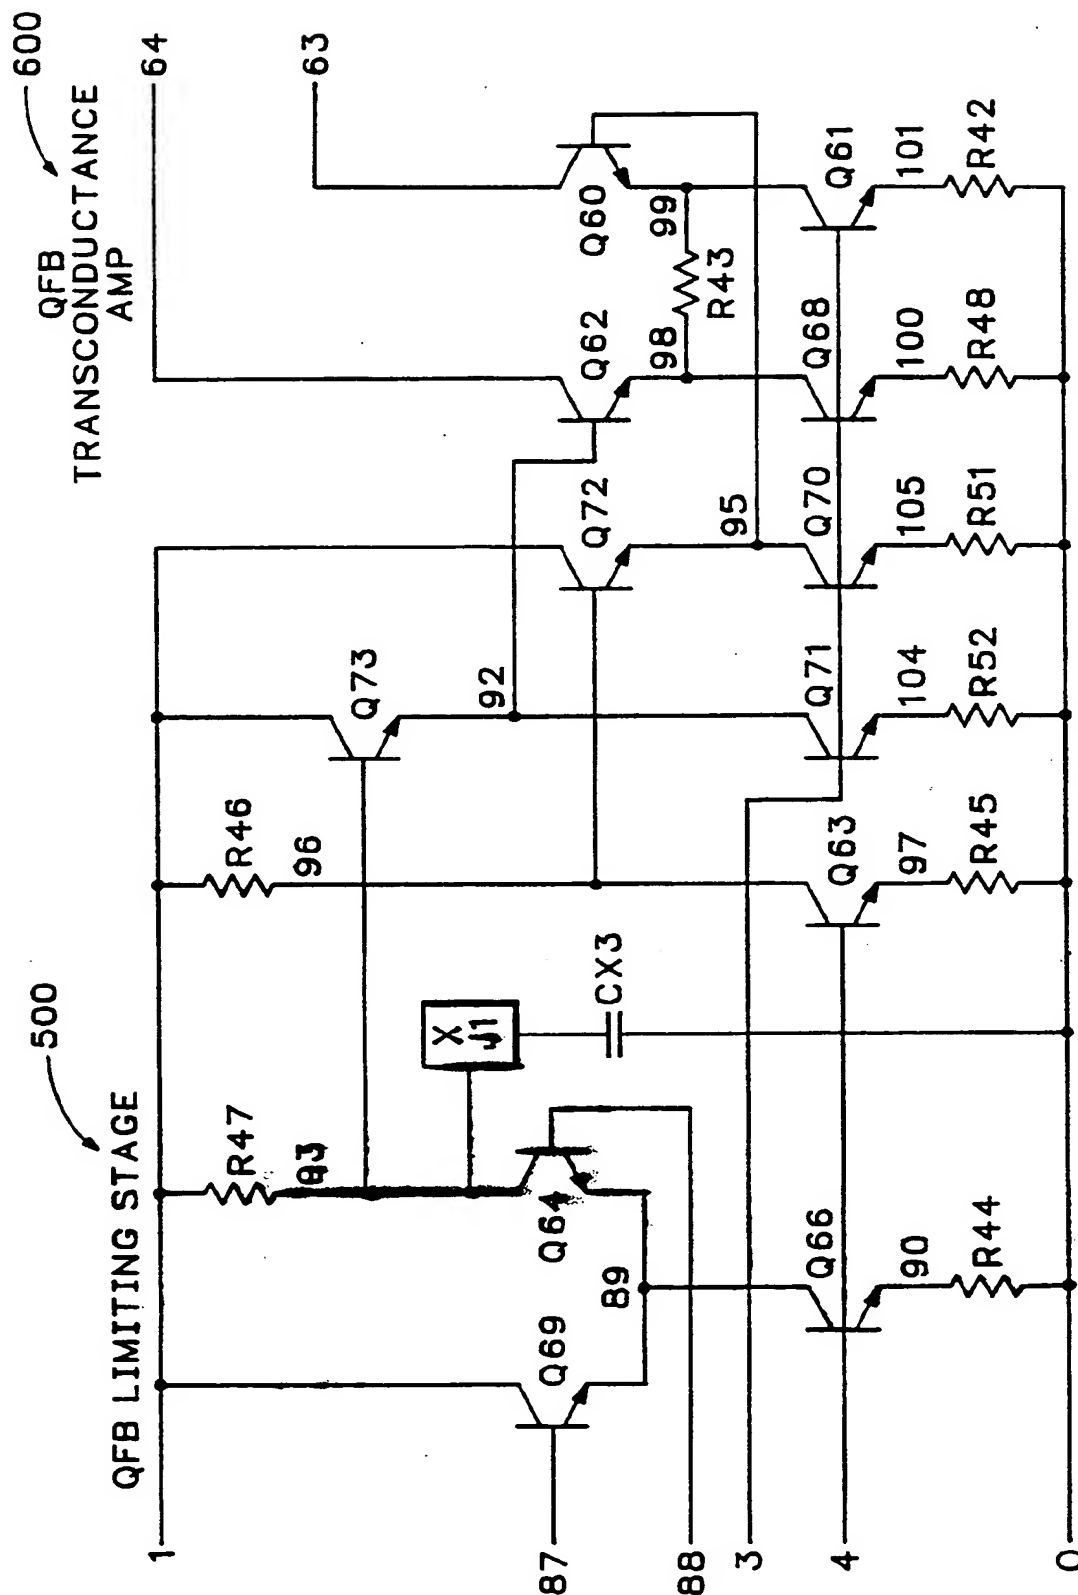 QFB LIMITING STAGE
500
QFB
TRANSCONDUCTANCE
AMP
600
1
64
63
R47
R46
93
96
Q73
X
J1
CX3
92
Q72
Q62
Q60
Q69
Q64
89
98
99
R43
95
87
88
3
4
Q66
Q63
Q71
Q70
Q68
Q61
90
97
104
105
100
101
R44
R45
R52
R51
R48
R42
0